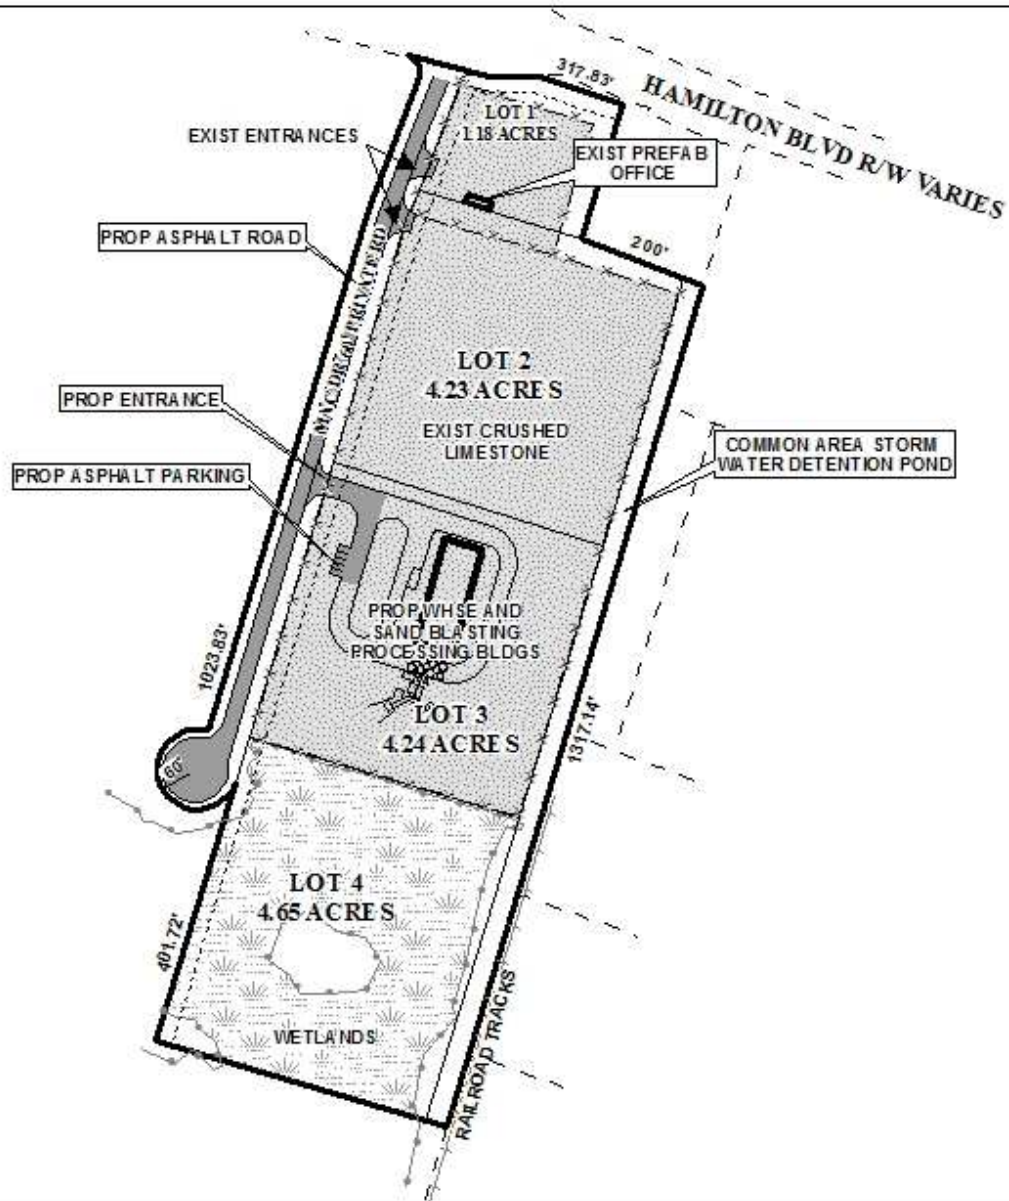 317.83'
HAMILTON BLVD R/W VARIES
LOT 1
1.18 ACRES
EXIST ENTRANCES
EXIST PREFAB
OFFICE
PROP ASPHALT ROAD
200'
PRIVATE RD
LOT 2
4.23 ACRES
EXIST CRUSHED
LIMESTONE
PROP ENTRANCE
COMMON AREA STORM
WATER DETENTION POND
PROP ASPHALT PARKING
PROP WHSE AND
SAND BLASTING
PROCESSING BLDGS
1023.83'
LOT 3
4.24 ACRES
1317.14'
60'
LOT 4
4.65 ACRES
401.72'
WETLANDS
RAILROAD TRACKS